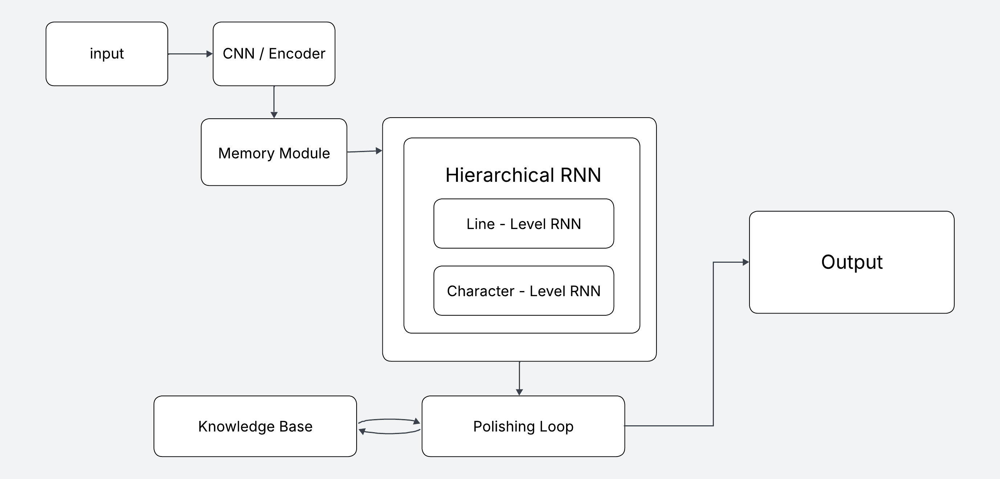 input
CNN / Encoder
Memory Module
Hierarchical RNN
Line - Level RNN
Character - Level RNN
Output
Knowledge Base
Polishing Loop